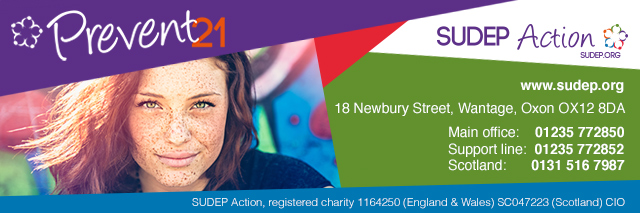 Prevent21
SUDEP Action
SUDEP.ORG
www.sudep.org
18 Newbury Street, Wantage, Oxon OX12 8DA
Main office: 01235 772850
Support line: 01235 772852
Scotland: 0131 516 7987
SUDEP Action, registered charity 1164250 (England & Wales) SC047223 (Scotland) CIO